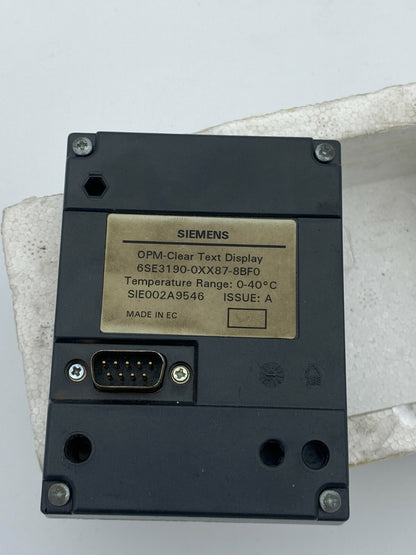 SIEMENS
OPM-Clear Text Display
6SE3190-0XX87-8BF0
Temperature Range: 0-40°C
SIE002A9546 ISSUE: A
MADE IN EC